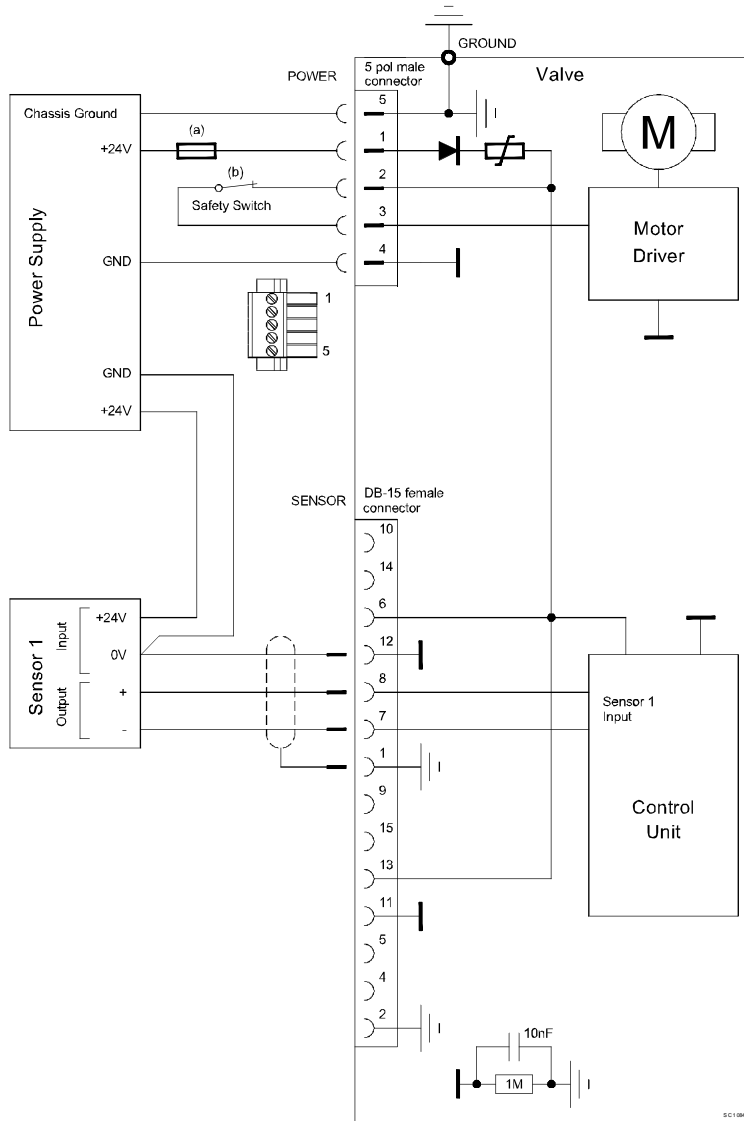 GROUND
POWER
5 pol male
connector
Valve
Chassis Ground
5
I
+24V
(a)
1
M
(b)
2
Safety Switch
3
Motor
Driver
GND
4
Power Supply
1
5
GND
+24V
SENSOR
DB-15 female
connector
10
14
6
+24V
12
0V
Input
8
Sensor 1
Input
+
Sensor 1
Output
7
-
1
I
9
15
Control
Unit
13
11
5
4
2
I
10nF
1M
I